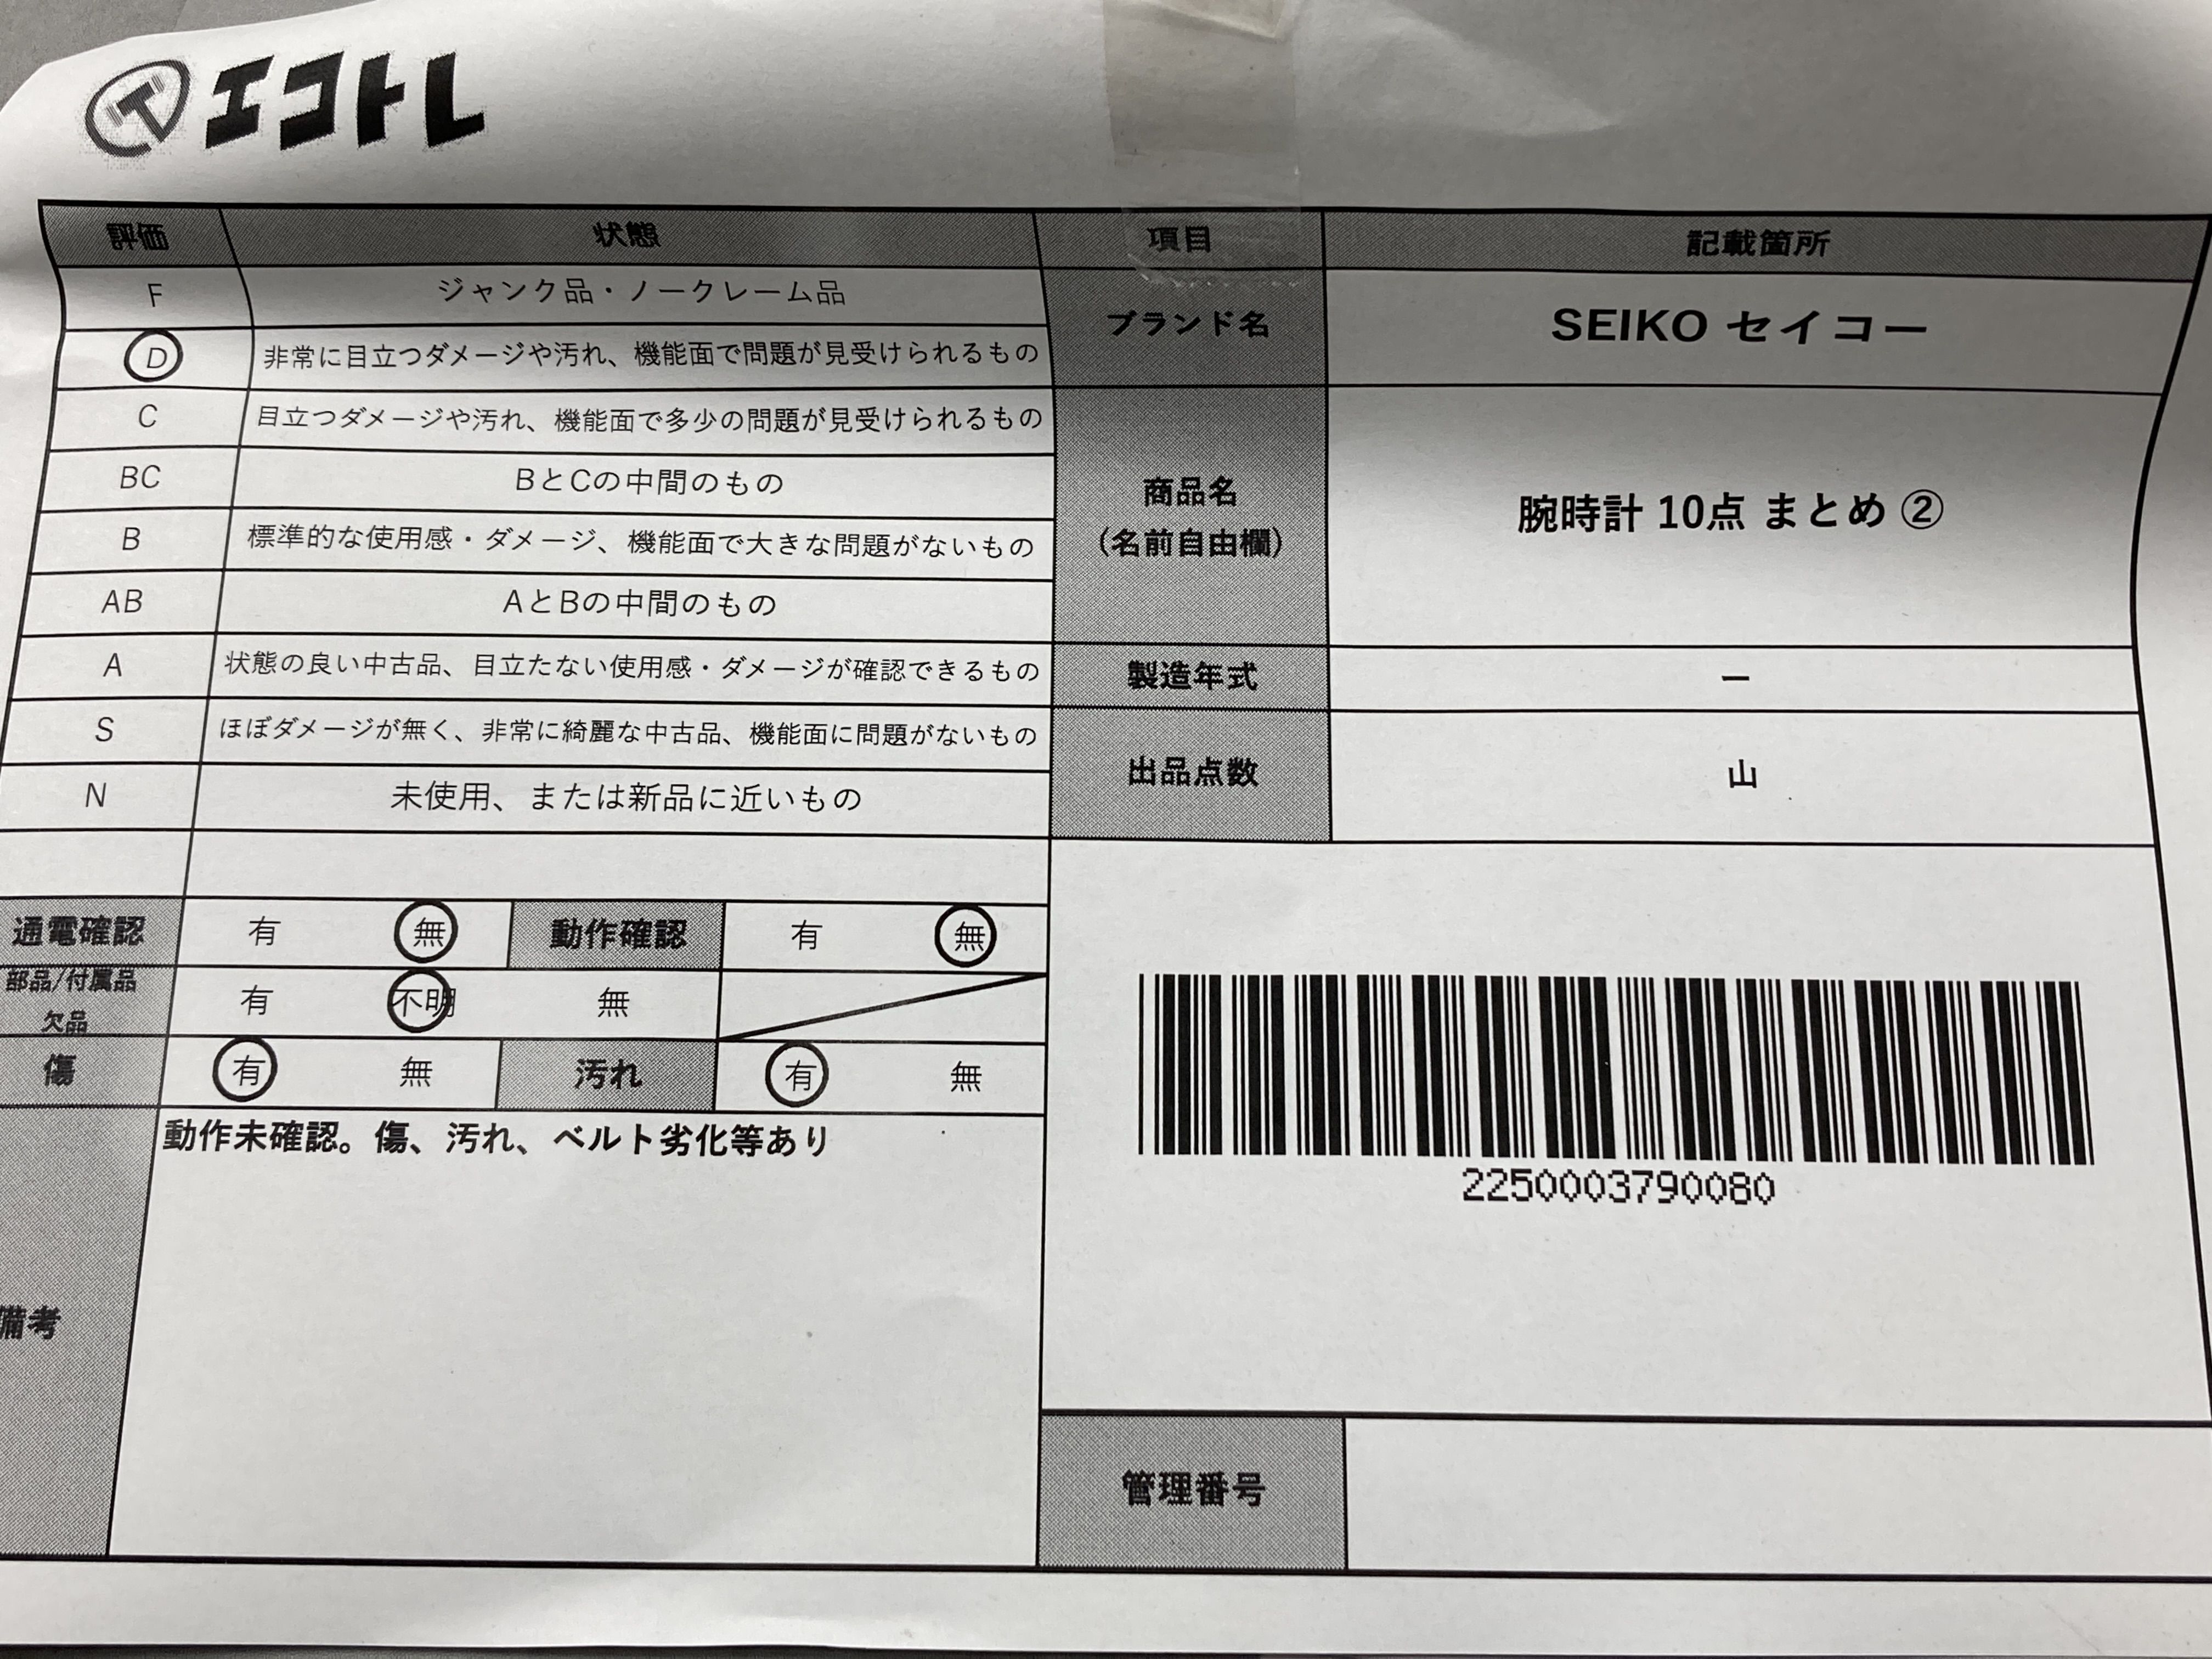 エコトレ
評価 状態 項目 記載箇所
F ジャンク品・ノークレーム品
D 非常に目立つダメージや汚れ、機能面で問題が見受けられるもの
ブランド名 SEIKO セイコー
C 目立つダメージや汚れ、機能面で多少の問題が見受けられるもの
BC BとCの中間のもの
B 標準的な使用感・ダメージ、機能面で大きな問題がないもの
AB AとBの中間のもの
商品名
(名前自由欄)
腕時計 10点 まとめ ②
A 状態の良い中古品、目立たない使用感・ダメージが確認できるもの
製造年式 ー
S ほぼダメージが無く、非常に綺麗な中古品、機能面に問題がないもの
N 未使用、または新品に近いもの
出品点数 山
通電確認 有 無 動作確認 有 無
部品/付属品
欠品
有 不明 無
傷 有 無 汚れ 有 無
備考
動作未確認。傷、汚れ、ベルト劣化等あり
2250003790080
管理番号